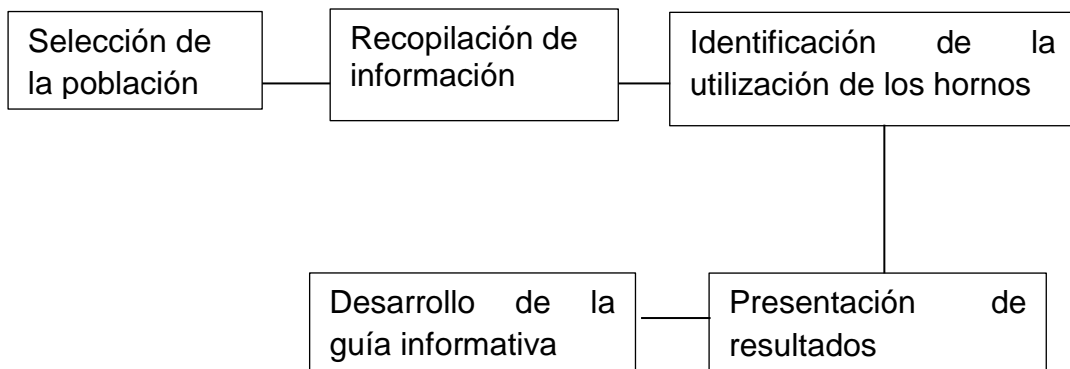 Selección de
la población
Recopilación de
información
Identificación de la
utilización de los hornos
Desarrollo de la
guía informativa
Presentación de
resultados